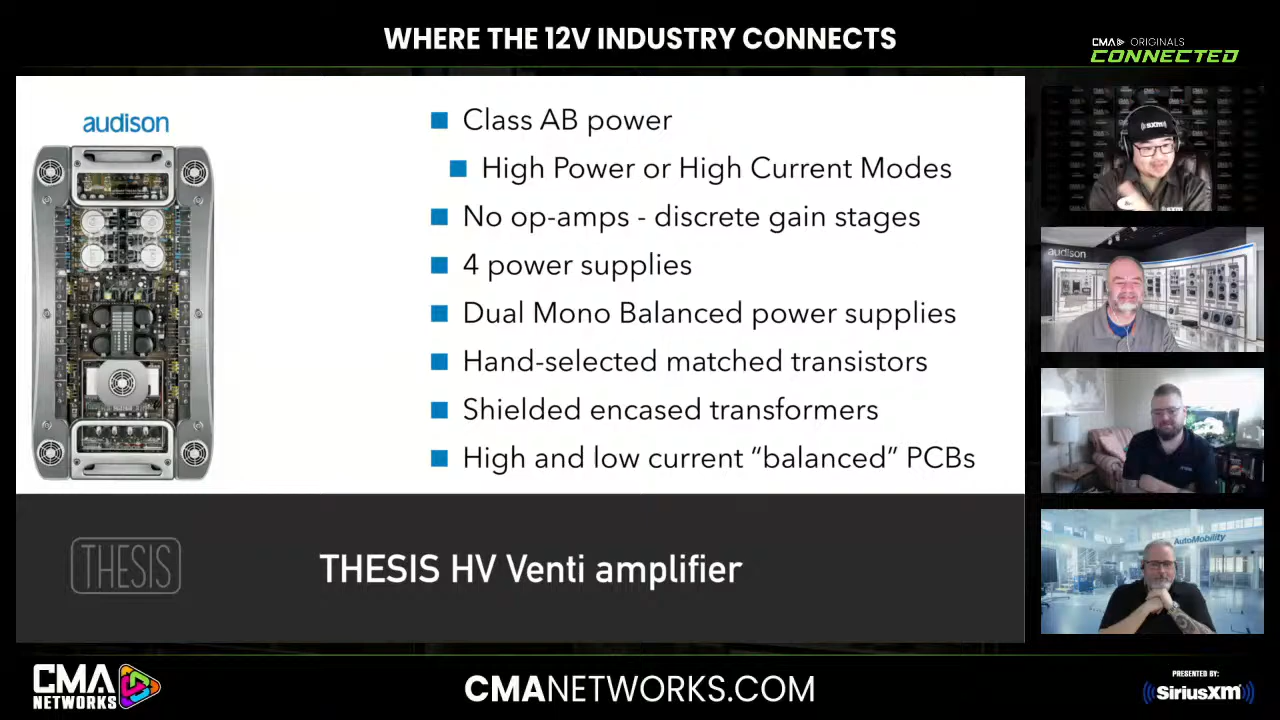 WHERE THE 12V INDUSTRY CONNECTS
CMA ORIGINALS
CONNECTED
audison
Class AB power
High Power or High Current Modes
No op-amps - discrete gain stages
4 power supplies
Dual Mono Balanced power supplies
Hand-selected matched transistors
Shielded encased transformers
High and low current “balanced” PCBs
THESIS
THESIS HV Venti amplifier
SXM
audison
AutoMobility
CMA
NETWORKS
CMANETWORKS.COM
PRESENTED BY:
SiriusXM